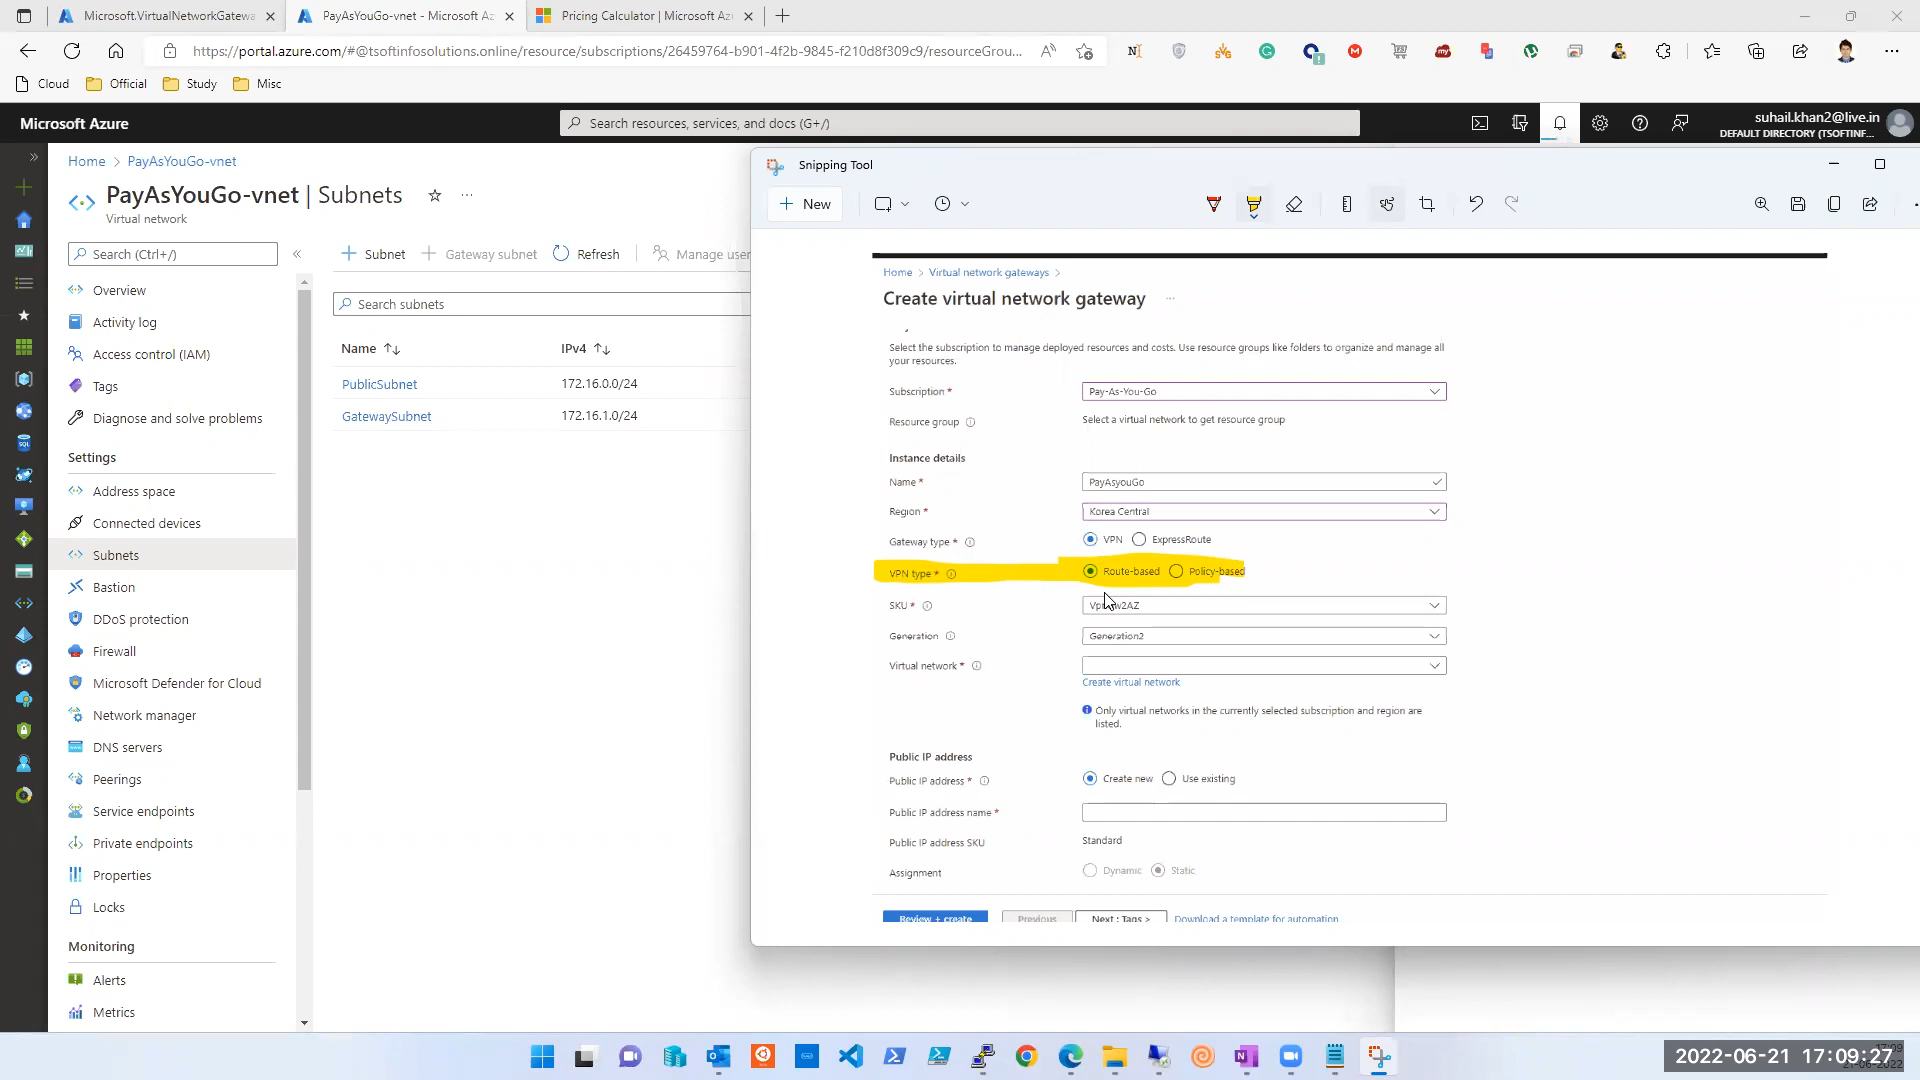 Microsoft.VirtualNetworkGatewa
PayAsYouGo-vnet - Microsoft Az
Pricing Calculator | Microsoft Az
https://portal.azure.com/#@tsoftinfosolutions.online/resource/subscriptions/26459764-b901-4f2b-9845-f210d8f309c9/resourceGrou...
Cloud
Official
Study
Misc
Microsoft Azure
Search resources, services, and docs (G+/)
suhail.khan2@live.in
DEFAULT DIRECTORY (TSOFTINF...
Home > PayAsYouGo-vnet
PayAsYouGo-vnet | Subnets
Virtual network
Search (Ctrl+/)
Overview
Activity log
Access control (IAM)
Tags
Diagnose and solve problems
Settings
Address space
Connected devices
Subnets
Bastion
DDoS protection
Firewall
Microsoft Defender for Cloud
Network manager
DNS servers
Peerings
Service endpoints
Private endpoints
Properties
Locks
Monitoring
Alerts
Metrics
Subnet
Gateway subnet
Refresh
Manage user
Search subnets
Name IPv4
PublicSubnet 172.16.0.0/24
GatewaySubnet 172.16.1.0/24
Snipping Tool
New
Home > Virtual network gateways >
Create virtual network gateway
Select the subscription to manage deployed resources and costs. Use resource groups like folders to organize and manage all
your resources.
Subscription * Pay-As-You-Go
Resource group Select a virtual network to get resource group
Instance details
Name * PayAsyouGo
Region * Korea Central
Gateway type * VPN ExpressRoute
VPN type * Route-based Policy-based
SKU *
Generation Generation2
Virtual network *
Create virtual network
Only virtual networks in the currently selected subscription and region are
listed.
Public IP address
Public IP address * Create new Use existing
Public IP address name *
Public IP address SKU Standard
Assignment Dynamic Static
Review + create Previous Next : Tags > Download a template for automation
2022-06-21 17:09:27